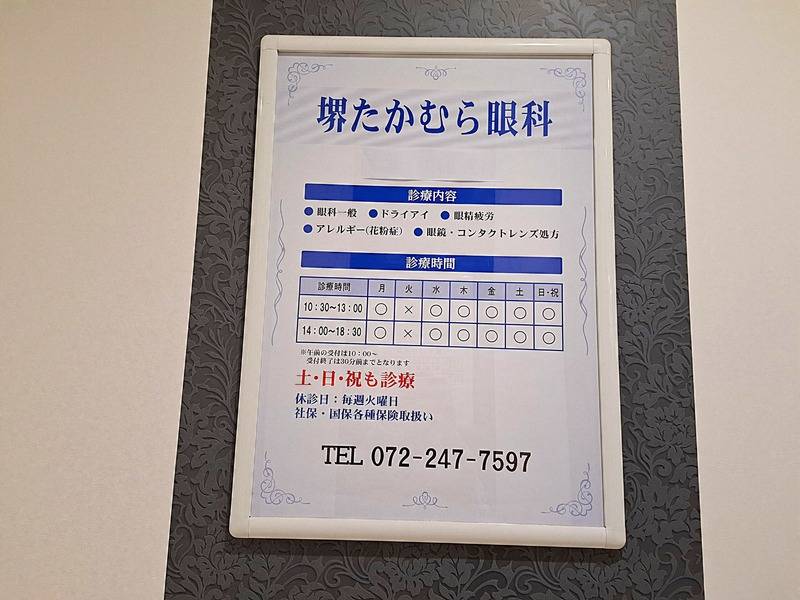 堺たかむら眼科
診療内容
●眼科一般 ●ドライアイ ●眼精疲労
●アレルギー(花粉症) ●眼鏡・コンタクトレンズ処方
診療時間
診療時間 月 火 水 木 金 土 日・祝
10:30〜13:00 ○ × ○ ○ ○ ○ ○
14:00〜18:30 ○ × ○ ○ ○ ○ ○
※午前の受付は10:00〜
受付終了は30分前までとなります
土・日・祝も診療
休診日:毎週火曜日
社保・国保各種保険取扱い
TEL 072-247-7597